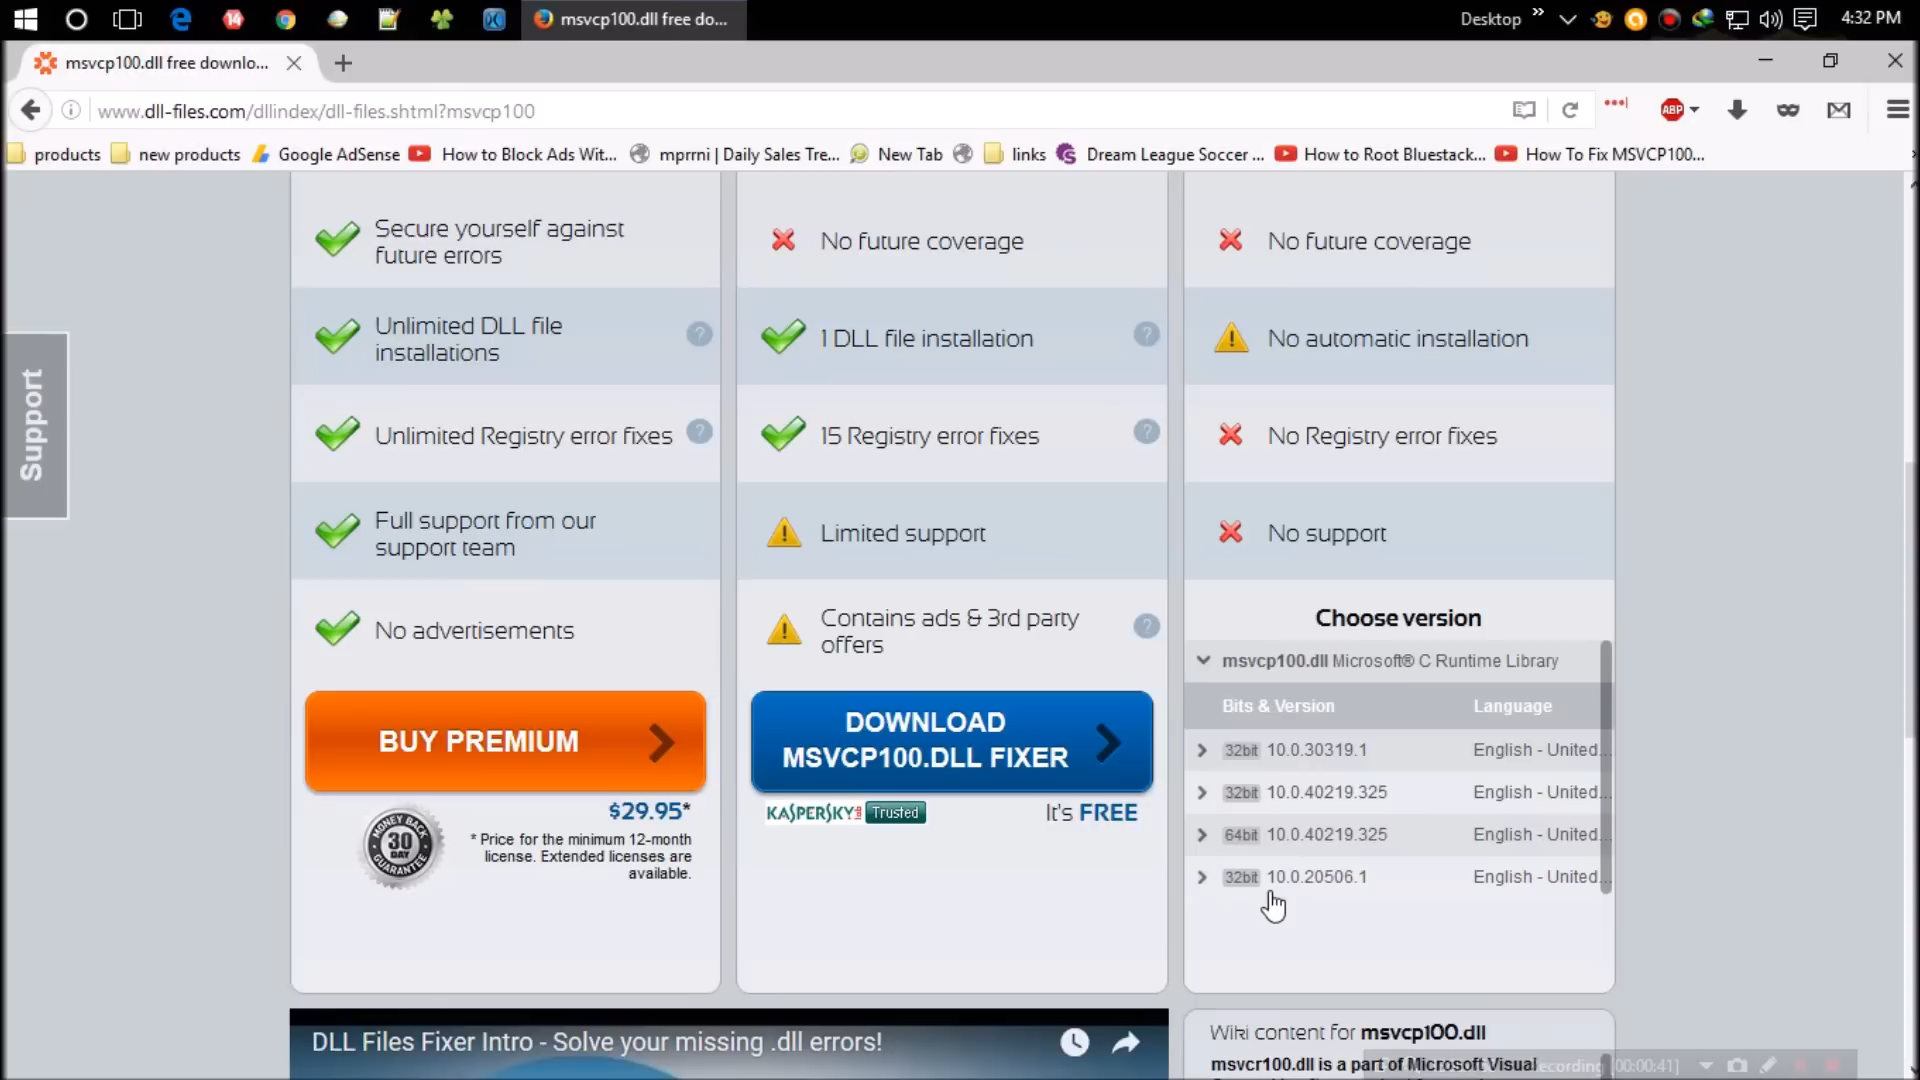 msvcp100.dll free do...
Desktop
4:32 PM
msvcp100.dll free downlo...
www.dll-files.com/dllindex/dll-files.shtml?msvcp100
ABP
products
new products
Google AdSense
How to Block Ads Wit...
mprrni | Daily Sales Tre...
New Tab
links
Dream League Soccer ...
How to Root Bluestack...
How To Fix MSVCP100...
Support
Secure yourself against
future errors
Unlimited DLL file
installations
Unlimited Registry error fixes
Full support from our
support team
No advertisements
BUY PREMIUM
MONEY BACK
30
DAY
GUARANTEE
$29.95*
* Price for the minimum 12-month
license. Extended licenses are
available.
No future coverage
1 DLL file installation
15 Registry error fixes
Limited support
Contains ads & 3rd party
offers
DOWNLOAD
MSVCP100.DLL FIXER
KASPERSKY Trusted
It's FREE
No future coverage
No automatic installation
No Registry error fixes
No support
Choose version
msvcp100.dll Microsoft® C Runtime Library
Bits & Version Language
32bit 10.0.30319.1 English - United...
32bit 10.0.40219.325 English - United...
64bit 10.0.40219.325 English - United...
32bit 10.0.20506.1 English - United...
DLL Files Fixer Intro - Solve your missing .dll errors!
Wiki content for msvcp100.dll
msvcr100.dll is a part of Microsoft Visual
ecording [00:00:41]